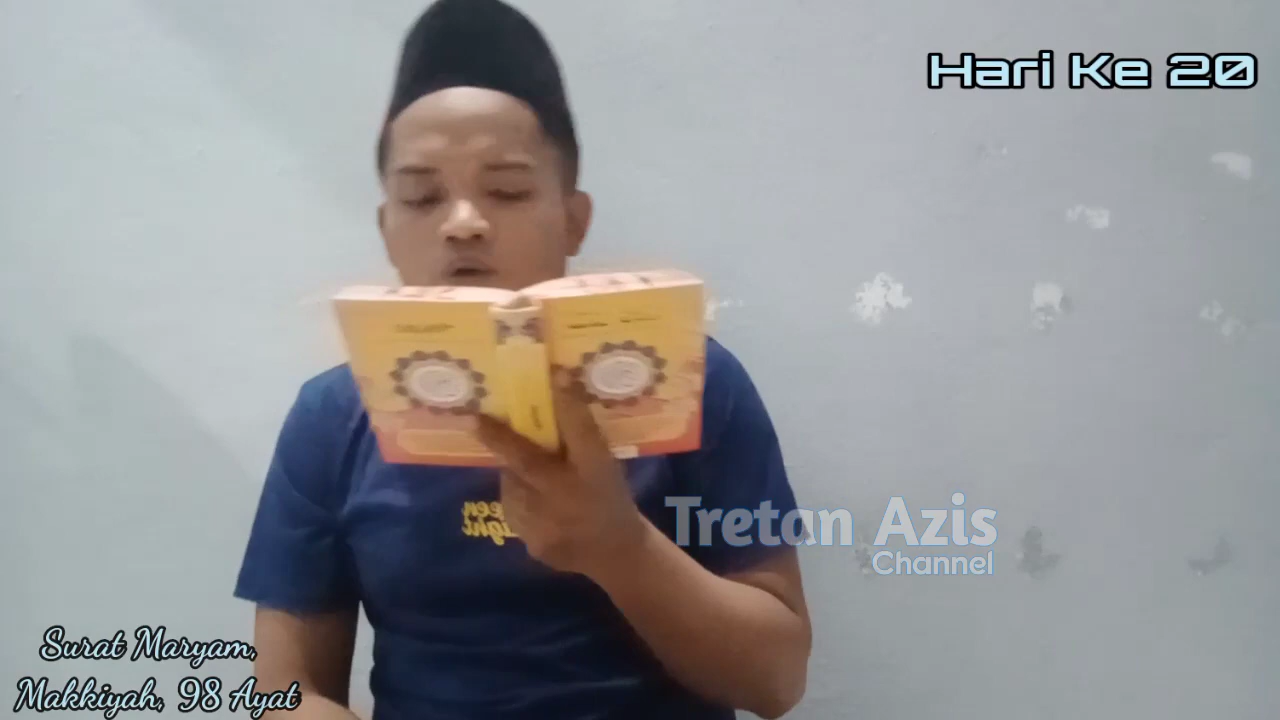 Hari Ke 20
Tretan Azis
Channel
Surat Maryam,
Makkiyah, 98 Ayat